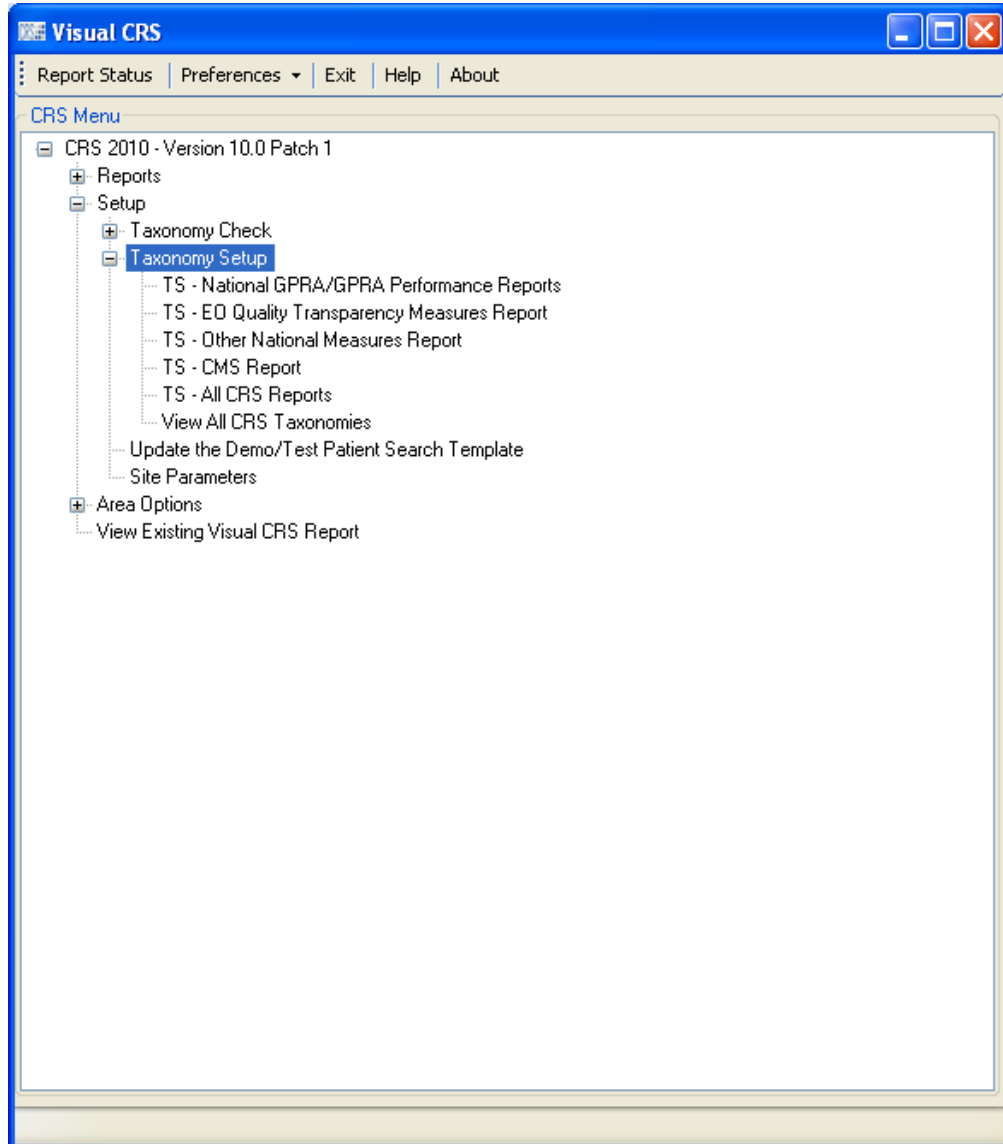 Visual CRS
Report Status Preferences Exit Help About
CRS Menu
CRS 2010 - Version 10.0 Patch 1
Reports
Setup
Taxonomy Check
Taxonomy Setup
TS - National GPRA/GPRA Performance Reports
TS - EO Quality Transparency Measures Report
TS - Other National Measures Report
TS - CMS Report
TS - All CRS Reports
View All CRS Taxonomies
Update the Demo/Test Patient Search Template
Site Parameters
Area Options
View Existing Visual CRS Report